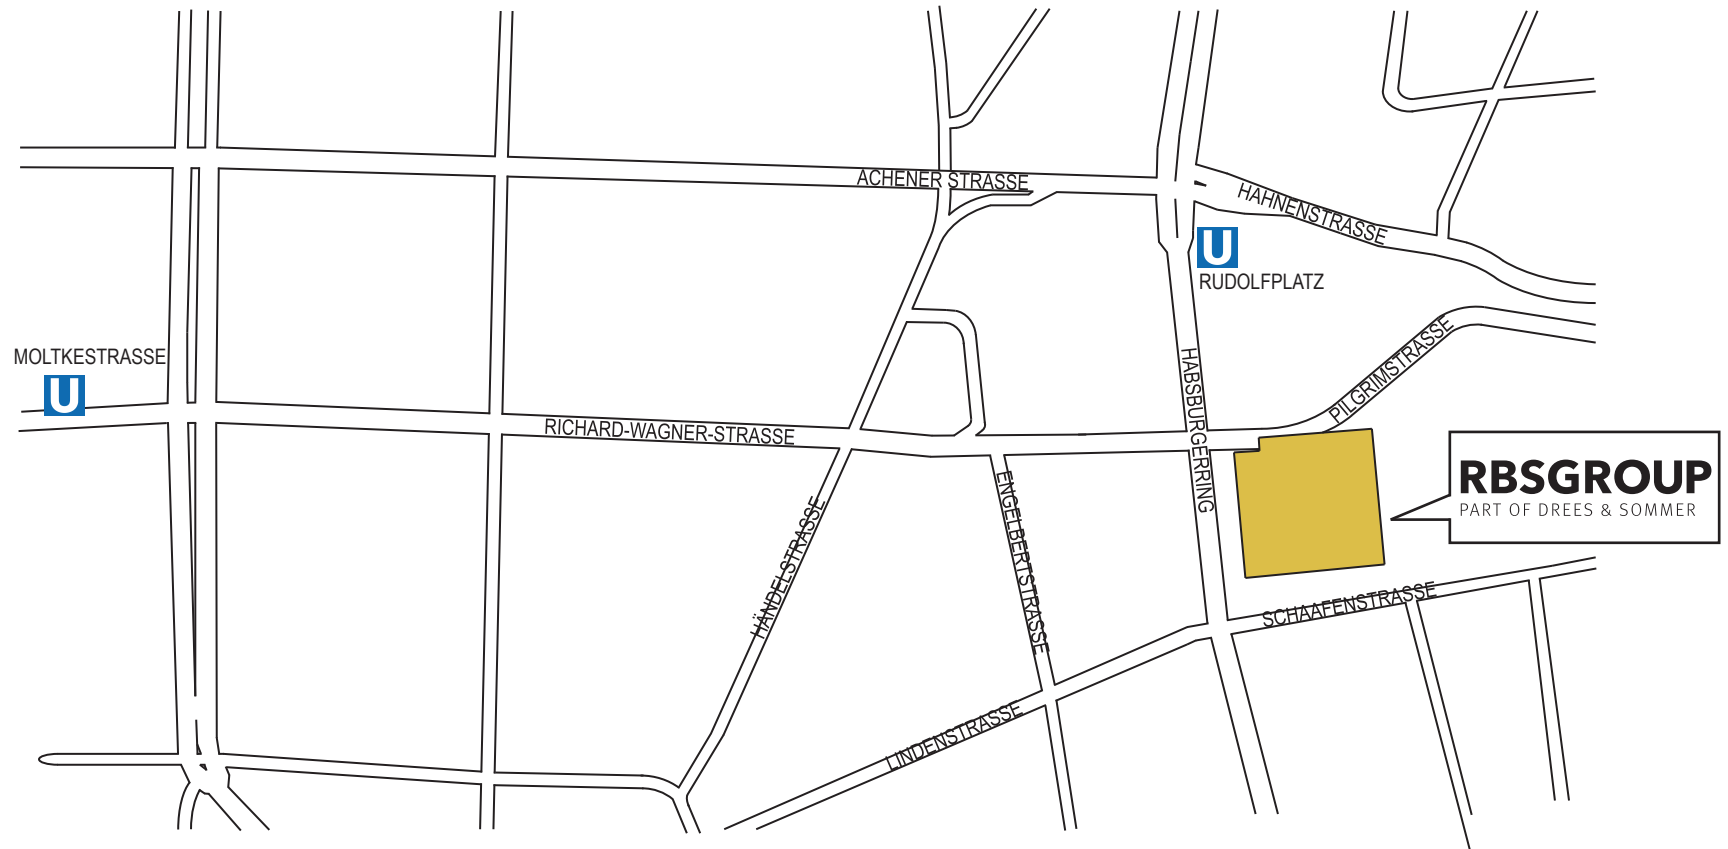 ACHENER STRASSE
HAHNENSTRASSE
U
RUDOLFPLATZ
MOLTKESTRASSE
U
HABSBURGERRING
PILGRIMSTRASSE
RICHARD-WAGNER-STRASSE
RBSGROUP
PART OF DREES & SOMMER
HÄNDELSTRASSE
ENGELBERTSTRASSE
SCHAAFENSTRASSE
LINDENSTRASSE